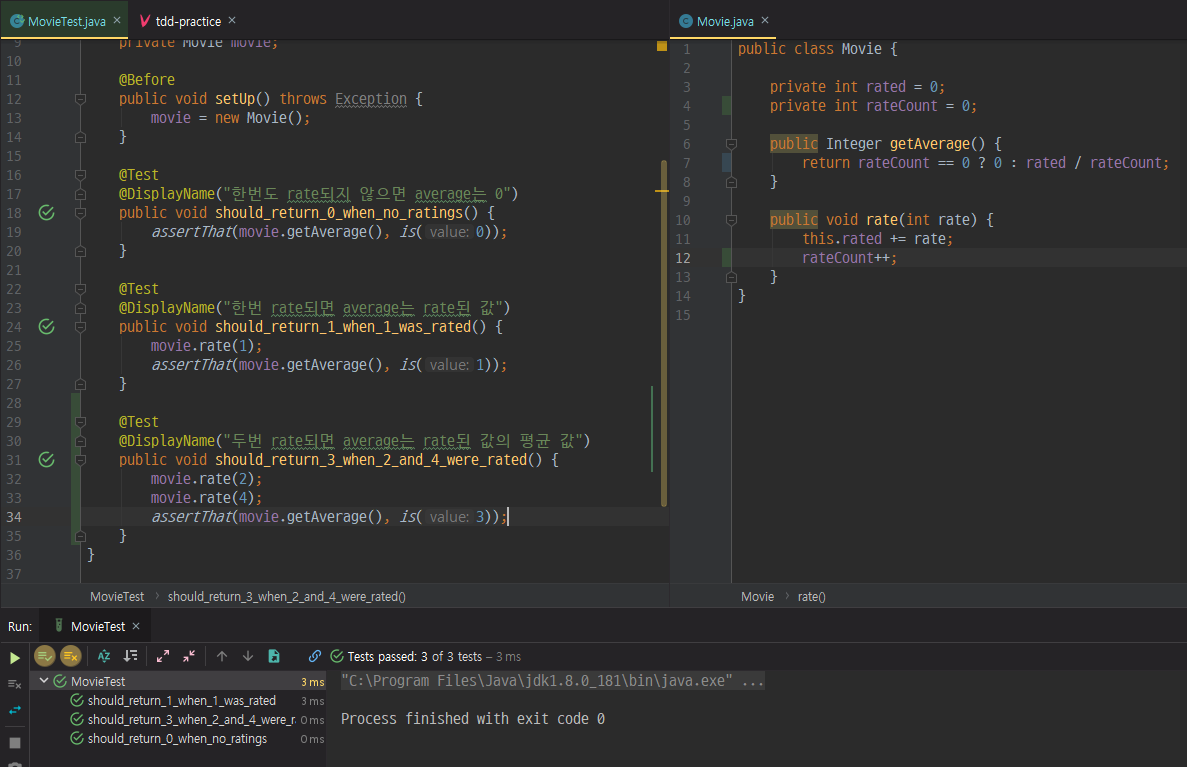 MovieTest.java
tdd-practice
Movie.java
9 private Movie movie;
10
11 @Before
12 public void setUp() throws Exception {
13 movie = new Movie();
14 }
15
16 @Test
17 @DisplayName("한번도 rate되지 않으면 average는 0")
18 public void should_return_0_when_no_ratings() {
19 assertThat(movie.getAverage(), is( value: 0));
20 }
21
22 @Test
23 @DisplayName("한번 rate되면 average는 rate된 값")
24 public void should_return_1_when_1_was_rated() {
25 movie.rate(1);
26 assertThat(movie.getAverage(), is( value: 1));
27 }
28
29 @Test
30 @DisplayName("두번 rate되면 average는 rate된 값의 평균 값")
31 public void should_return_3_when_2_and_4_were_rated() {
32 movie.rate(2);
33 movie.rate(4);
34 assertThat(movie.getAverage(), is( value: 3));
35 }
36 }
37
MovieTest › should_return_3_when_2_and_4_were_rated()
1 public class Movie {
2
3 private int rated = 0;
4 private int rateCount = 0;
5
6 public Integer getAverage() {
7 return rateCount == 0 ? 0 : rated / rateCount;
8 }
9
10 public void rate(int rate) {
11 this.rated += rate;
12 rateCount++;
13 }
14 }
15
Movie › rate()
Run: MovieTest
Tests passed: 3 of 3 tests – 3 ms
MovieTest 3 ms
should_return_1_when_1_was_rated 3 ms
should_return_3_when_2_and_4_were_r 0 ms
should_return_0_when_no_ratings 0 ms
"C:\Program Files\Java\jdk1.8.0_181\bin\java.exe" ...
Process finished with exit code 0